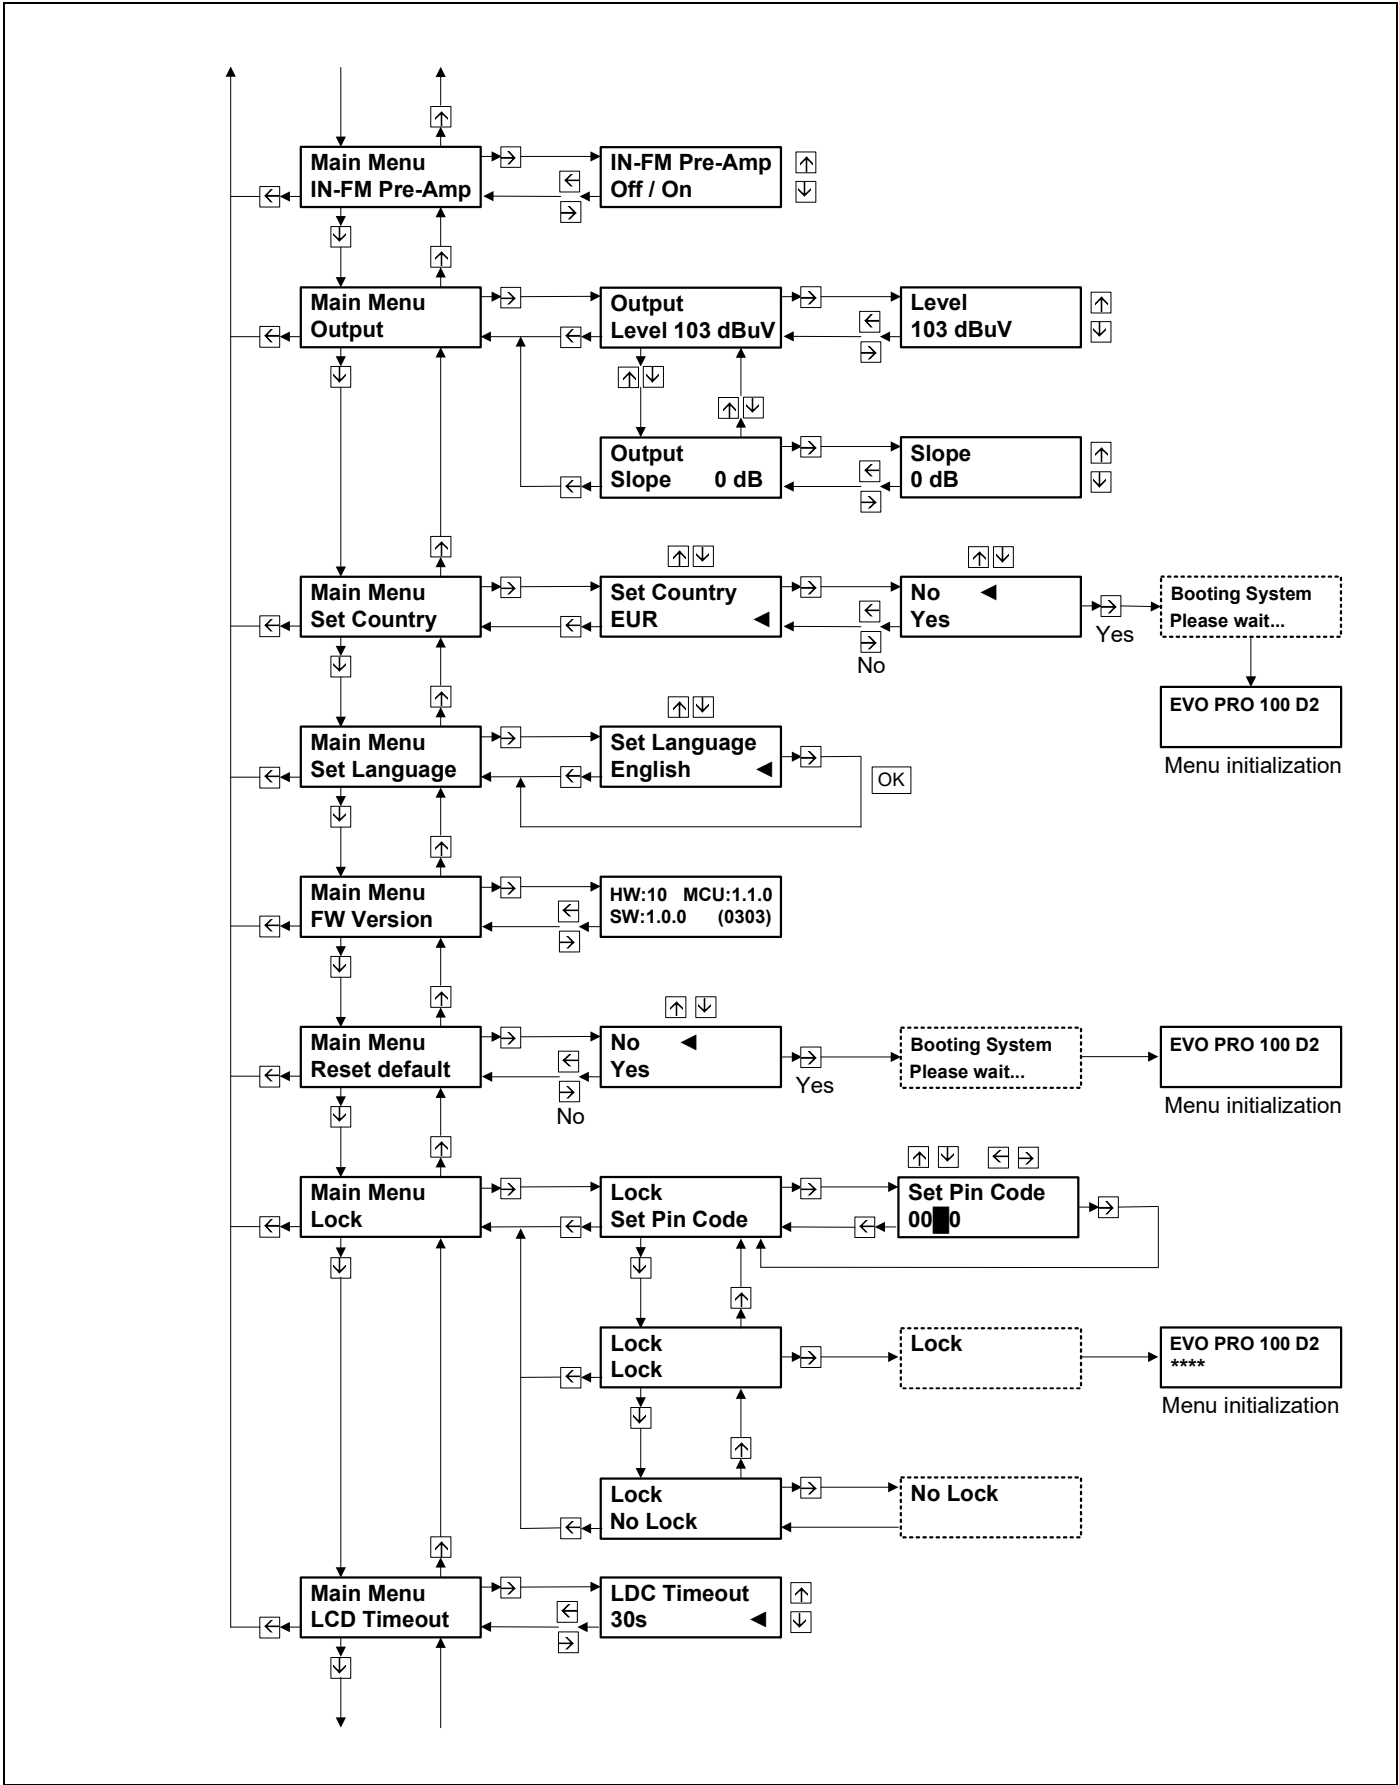 Main Menu
IN-FM Pre-Amp
IN-FM Pre-Amp
Off / On
Main Menu
Output
Output
Level 103 dBuV
Level
103 dBuV
Output
Slope 0 dB
Slope
0 dB
Main Menu
Set Country
Set Country
EUR
No
Yes
No
Yes
Booting System
Please wait...
EVO PRO 100 D2
Menu initialization
Main Menu
Set Language
Set Language
English
OK
Main Menu
FW Version
HW:10 MCU:1.1.0
SW:1.0.0 (0303)
Main Menu
Reset default
No
Yes
No
Yes
Booting System
Please wait...
EVO PRO 100 D2
Menu initialization
Main Menu
Lock
Lock
Set Pin Code
Set Pin Code
00█0
Lock
Lock
Lock
EVO PRO 100 D2
****
Menu initialization
Lock
No Lock
No Lock
Main Menu
LCD Timeout
LDC Timeout
30s